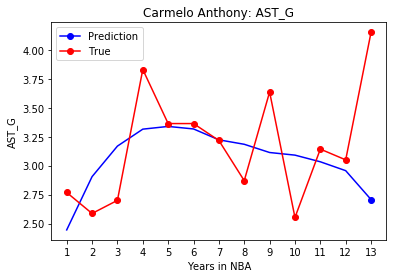 Carmelo Anthony: AST_G
Prediction
True
AST_G
4.00
3.75
3.50
3.25
3.00
2.75
2.50
1 2 3 4 5 6 7 8 9 10 11 12 13
Years in NBA